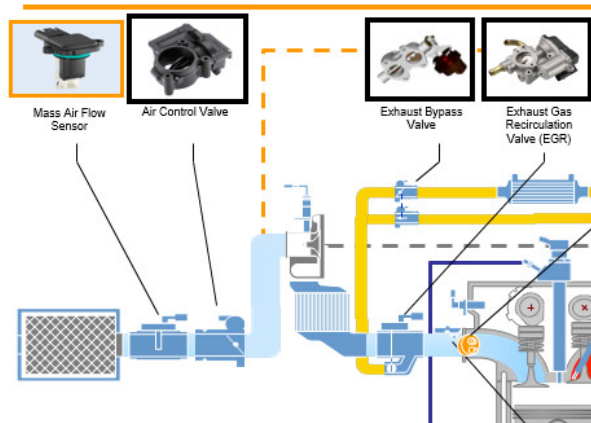 Mass Air Flow
Sensor
Air Control Valve
Exhaust Bypass
Valve
Exhaust Gas
Recirculation
Valve (EGR)